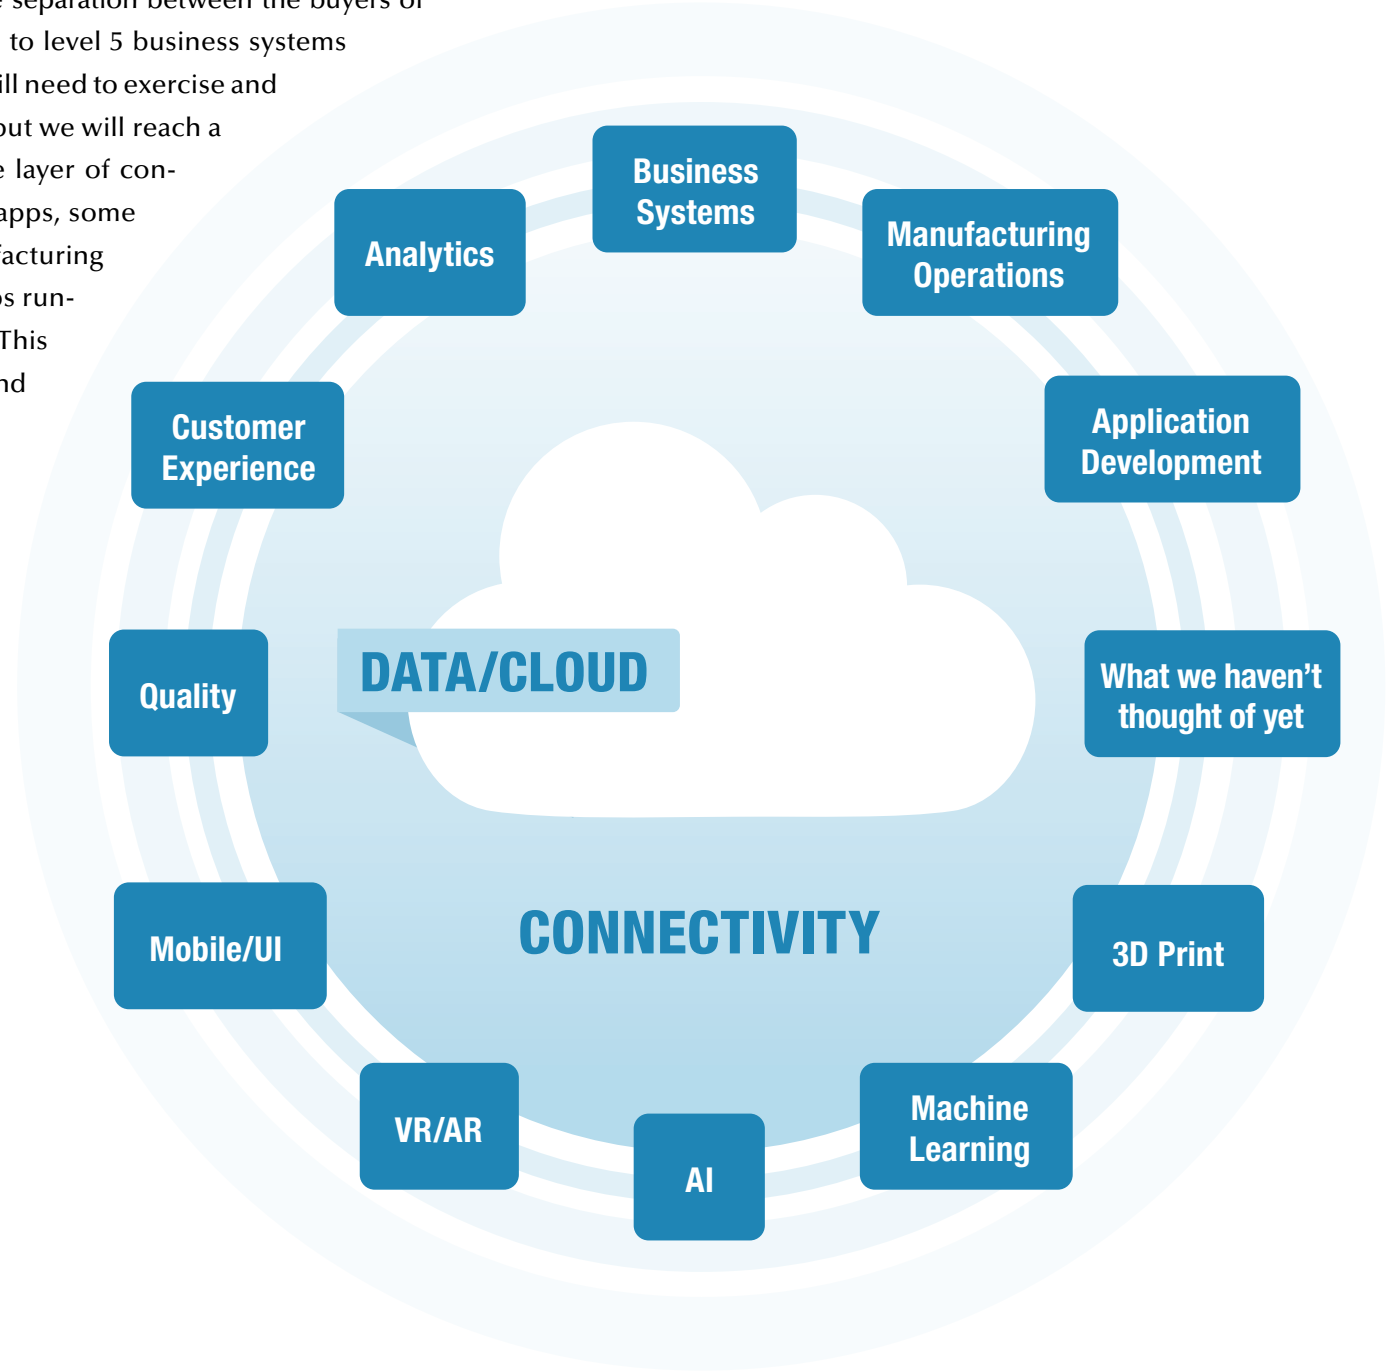 separation between the buyers of
to level 5 business systems
ill need to exercise and
out we will reach a
layer of con-
apps, some
facturing
os run-
This
nd
Business
Systems
Analytics
Manufacturing
Operations
Customer
Experience
Application
Development
DATA/CLOUD
Quality
What we haven't
thought of yet
CONNECTIVITY
Mobile/UI
3D Print
VR/AR
Machine
Learning
AI